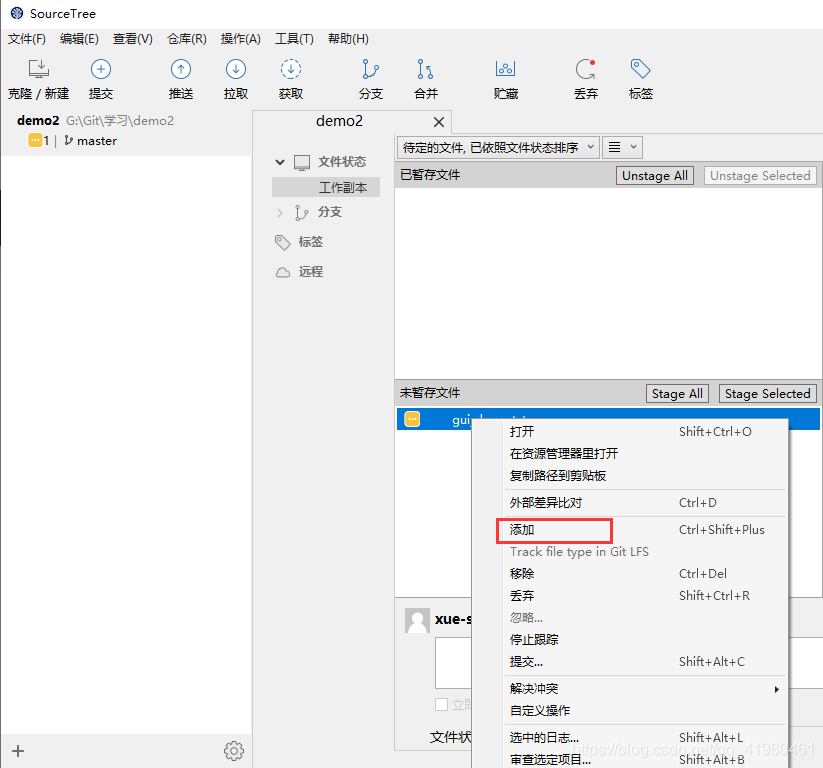 SourceTree
文件(F) 编辑(E) 查看(V) 仓库(R) 操作(A) 工具(T) 帮助(H)
克隆 / 新建 提交 推送 拉取 获取 分支 合并 贮藏 丢弃 标签
demo2 G:\Git\学习\demo2
1 master
demo2
文件状态
工作副本
分支
标签
远程
待定的文件, 已依照文件状态排序
已暂存文件 Unstage All Unstage Selected
未暂存文件 Stage All Stage Selected
gui
打开 Shift+Ctrl+O
在资源管理器里打开
复制路径到剪贴板
外部差异比对 Ctrl+D
添加 Ctrl+Shift+Plus
Track file type in Git LFS
移除 Ctrl+Del
丢弃 Shift+Ctrl+R
忽略...
停止跟踪
提交... Shift+Alt+C
解决冲突
自定义操作
选中的日志... Shift+Alt+L
审查选定项目... Shift+Alt+B
xue-s
立即
文件状
https://blog.csdn.net/qq_41980461